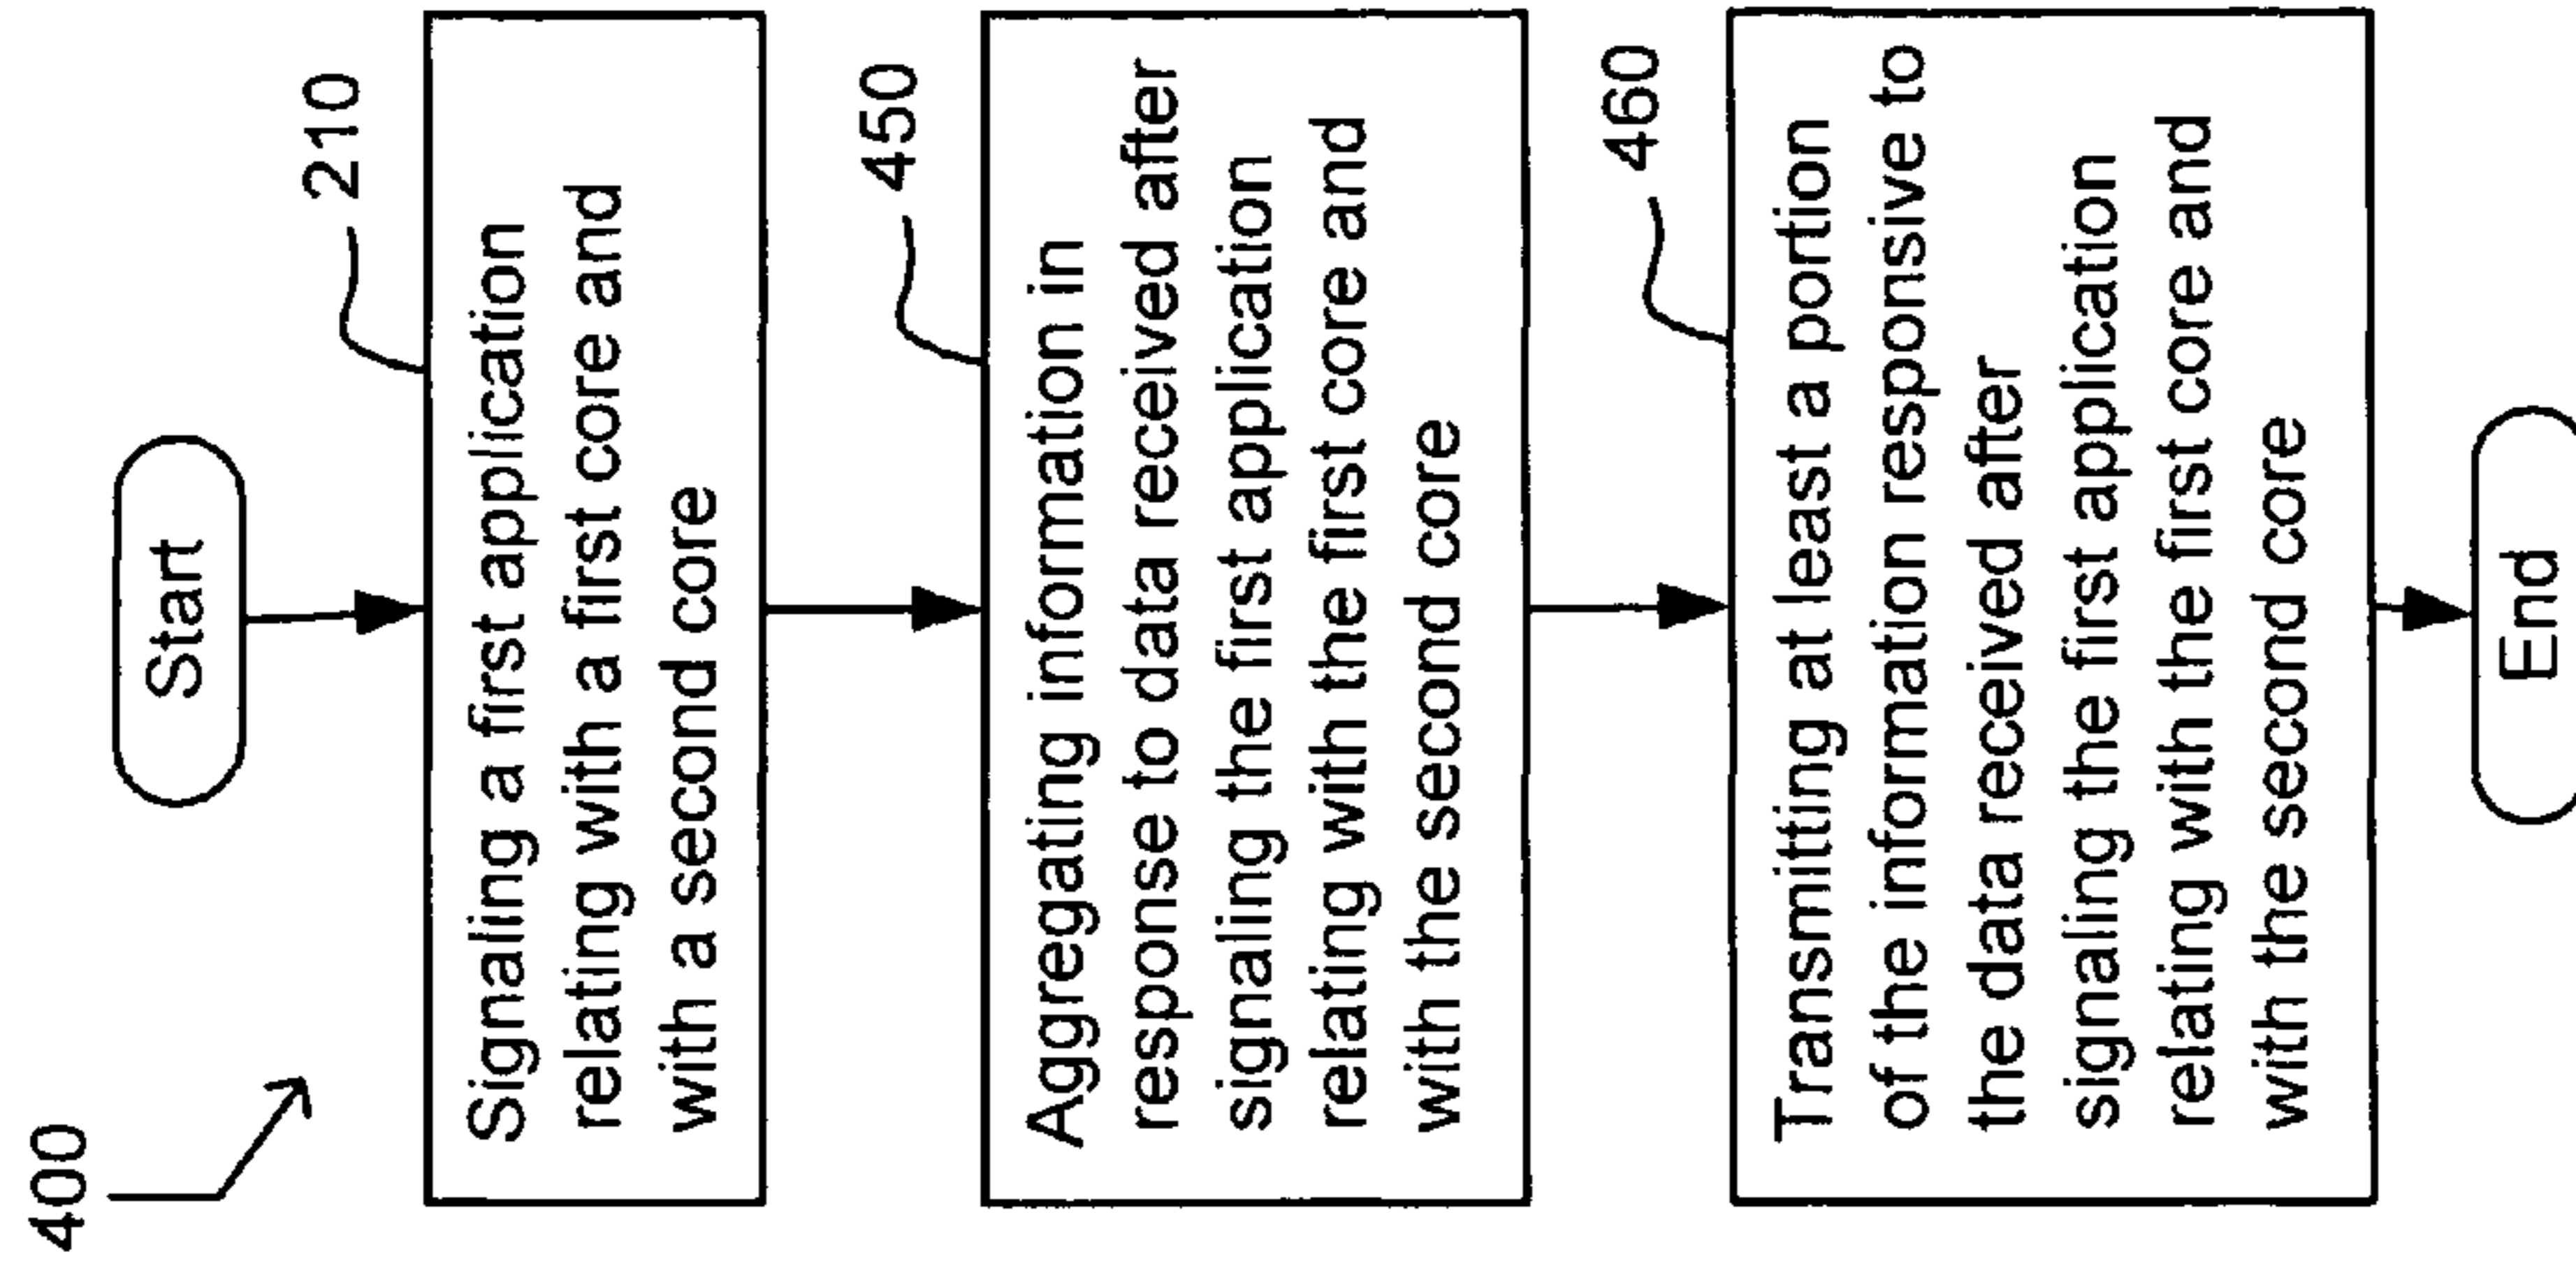 400
Start
210
Signaling a first application
relating with a first core and
with a second core
450
Aggregating information in
response to data received after
signaling the first application
relating with the first core and
with the second core
460
Transmitting at least a portion
of the information responsive to
the data received after
signaling the first application
relating with the first core and
with the second core
End